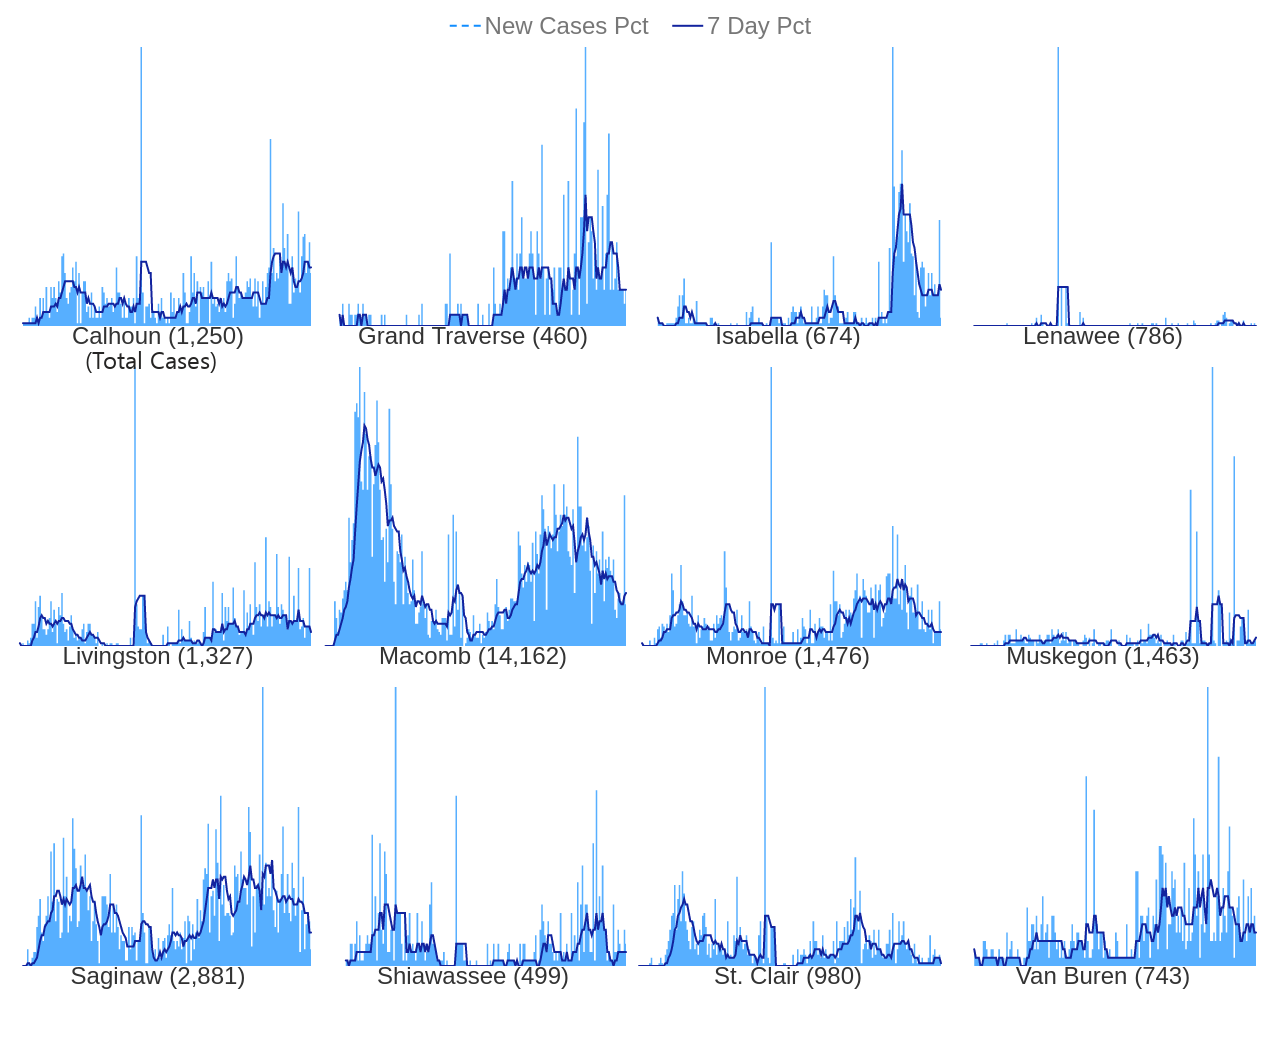 New Cases Pct 7 Day Pct
Calhoun (1,250) Grand Traverse (460) Isabella (674) Lenawee (786)
(Total Cases)
Livingston (1,327) Macomb (14,162) Monroe (1,476) Muskegon (1,463)
Saginaw (2,881) Shiawassee (499) St. Clair (980) Van Buren (743)